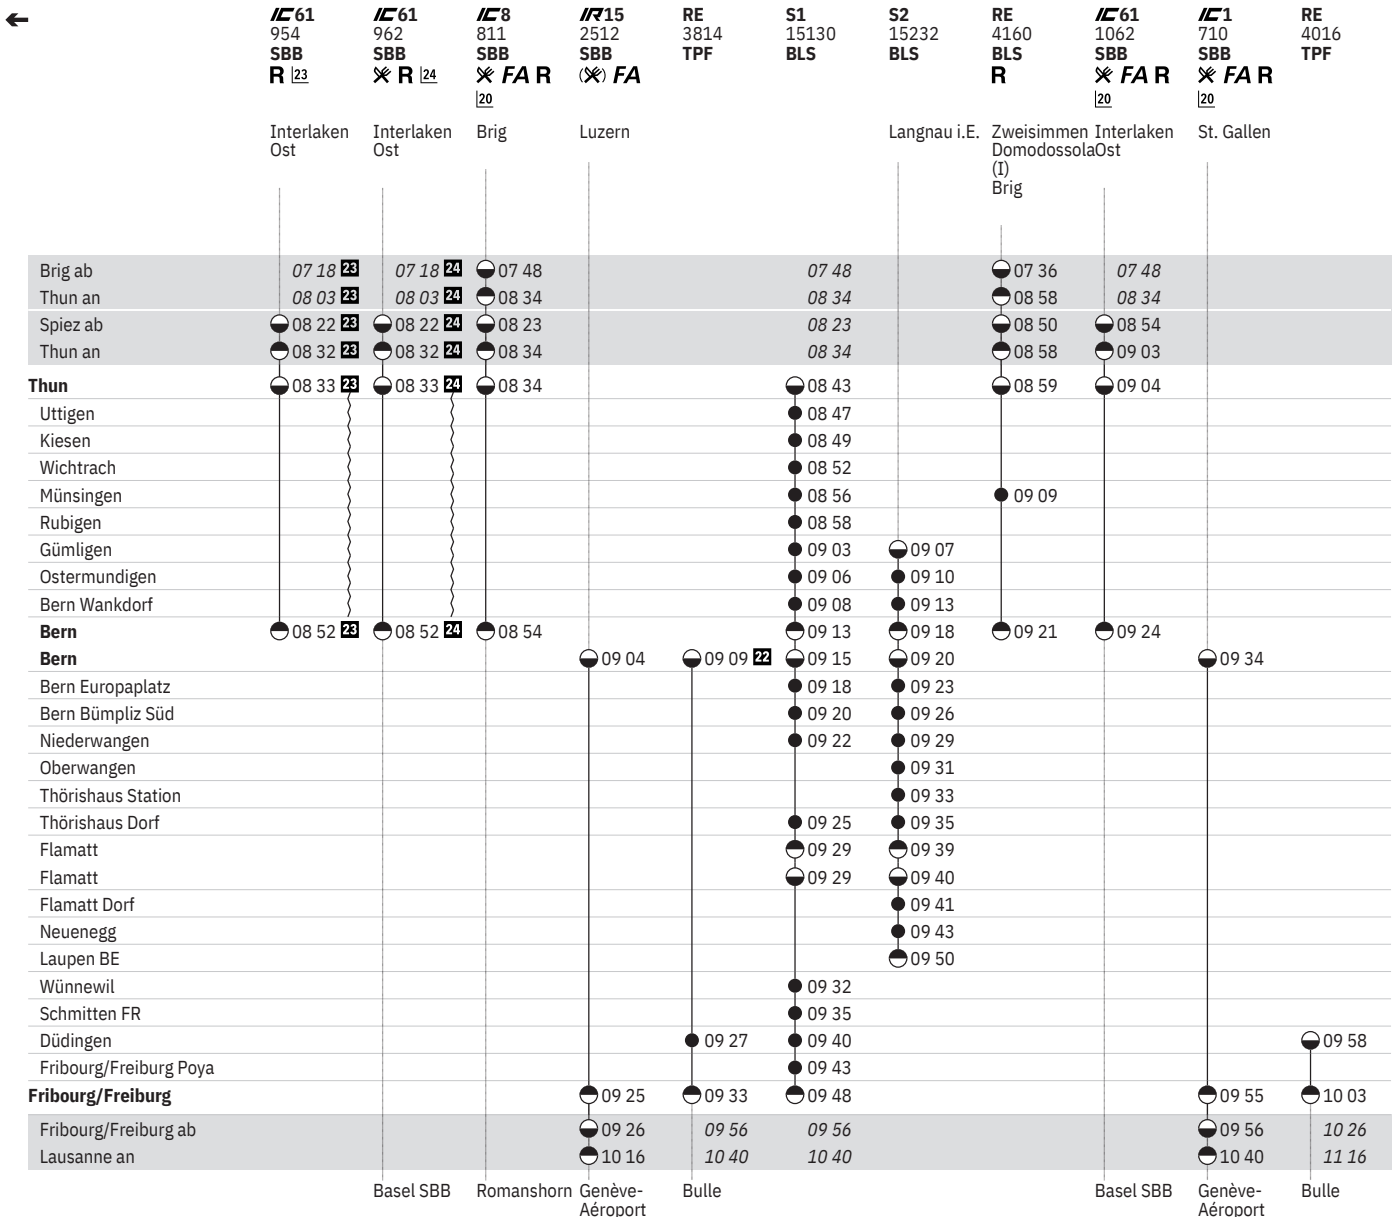 IC61 IC61 IC8 IR15 RE S1 S2 RE IC61 IC1 RE
954 962 811 2512 3814 15130 15232 4160 1062 710 4016
SBB SBB SBB SBB TPF BLS BLS BLS SBB SBB TPF
R 23 R 24 FA R FA R FA R FA R
20 20 20
Interlaken Interlaken Brig Luzern Langnau i.E. Zweisimmen Interlaken St. Gallen
Ost Ost Domodossola Ost
(I)
Brig
Brig ab 07 18 23 07 18 24 07 48 07 48 07 36 07 48
Thun an 08 03 23 08 03 24 08 34 08 34 08 58 08 34
Spiez ab 08 22 23 08 22 24 08 23 08 23 08 50 08 54
Thun an 08 32 23 08 32 24 08 34 08 34 08 58 09 03
Thun 08 33 23 08 33 24 08 34 08 43 08 59 09 04
Uttigen 08 47
Kiesen 08 49
Wichtrach 08 52
Münsingen 08 56 09 09
Rubigen 08 58
Gümligen 09 03 09 07
Ostermundigen 09 06 09 10
Bern Wankdorf 09 08 09 13
Bern 08 52 23 08 52 24 08 54 09 13 09 18 09 21 09 24
Bern 09 04 09 09 22 09 15 09 20 09 34
Bern Europaplatz 09 18 09 23
Bern Bümpliz Süd 09 20 09 26
Niederwangen 09 22 09 29
Oberwangen 09 31
Thörishaus Station 09 33
Thörishaus Dorf 09 25 09 35
Flamatt 09 29 09 39
Flamatt 09 29 09 40
Flamatt Dorf 09 41
Neuenegg 09 43
Laupen BE 09 50
Wünnewil 09 32
Schmitten FR 09 35
Düdingen 09 27 09 40 09 58
Fribourg/Freiburg Poya 09 43
Fribourg/Freiburg 09 25 09 33 09 48 09 55 10 03
Fribourg/Freiburg ab 09 26 09 56 09 56 09 56 10 26
Lausanne an 10 16 10 40 10 40 10 40 11 16
Basel SBB Romanshorn Genève- Bulle Basel SBB Genève- Bulle
Aéroport Aéroport